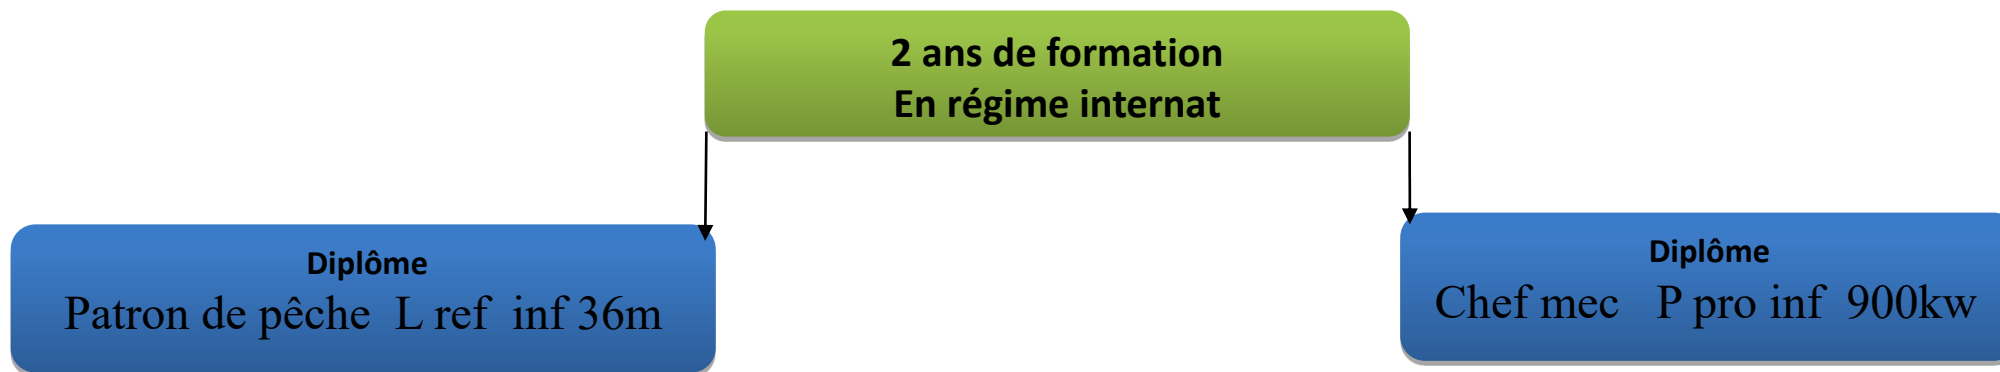 2 ans de formation
En régime internat
Diplôme
Patron de pêche L ref inf 36m
Diplôme
Chef mec P pro inf 900kw